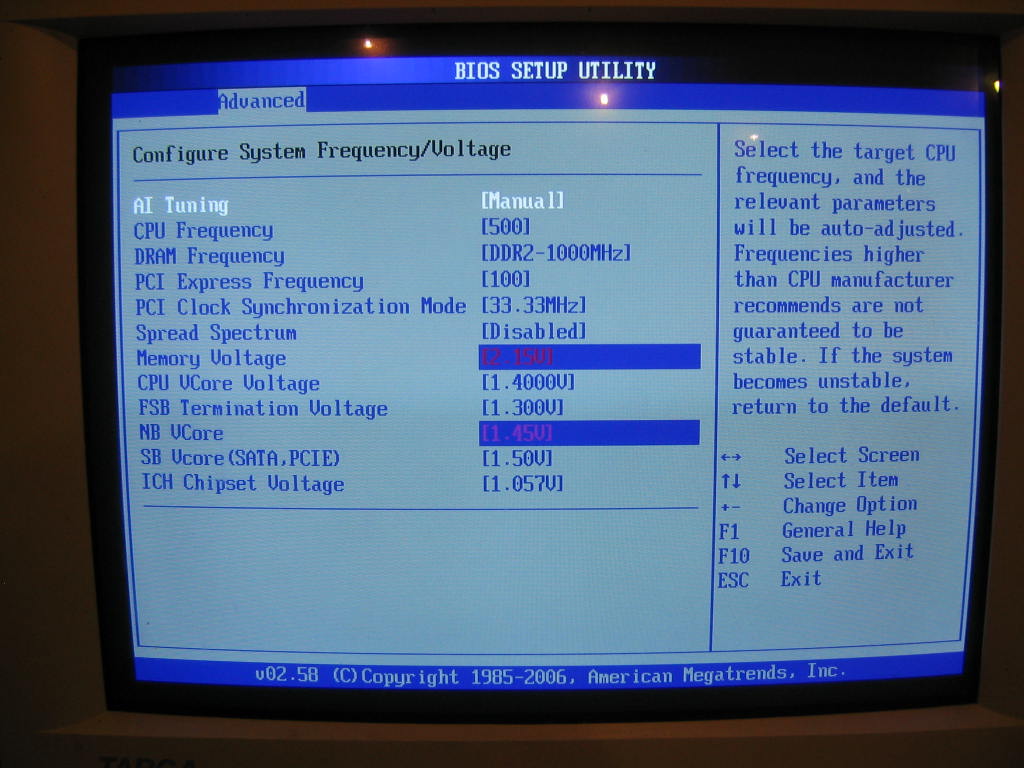 BIOS SETUP UTILITY
Advanced
Configure System Frequency/Voltage
AI Tuning [Manual]
CPU Frequency [500]
DRAM Frequency [DDR2-1000MHz]
PCI Express Frequency [100]
PCI Clock Synchronization Mode [33.33MHz]
Spread Spectrum [Disabled]
Memory Voltage [2.15V]
CPU VCore Voltage [1.4000V]
FSB Termination Voltage [1.300V]
NB VCore [1.45V]
SB Vcore(SATA,PCIE) [1.50V]
ICH Chipset Voltage [1.057V]
Select the target CPU
frequency, and the
relevant parameters
will be auto-adjusted.
Frequencies higher
than CPU manufacturer
recommends are not
guaranteed to be
stable. If the system
becomes unstable,
return to the default.
↔ Select Screen
↑↓ Select Item
+- Change Option
F1 General Help
F10 Save and Exit
ESC Exit
v02.58 (C)Copyright 1985-2006, American Megatrends, Inc.
TARGA